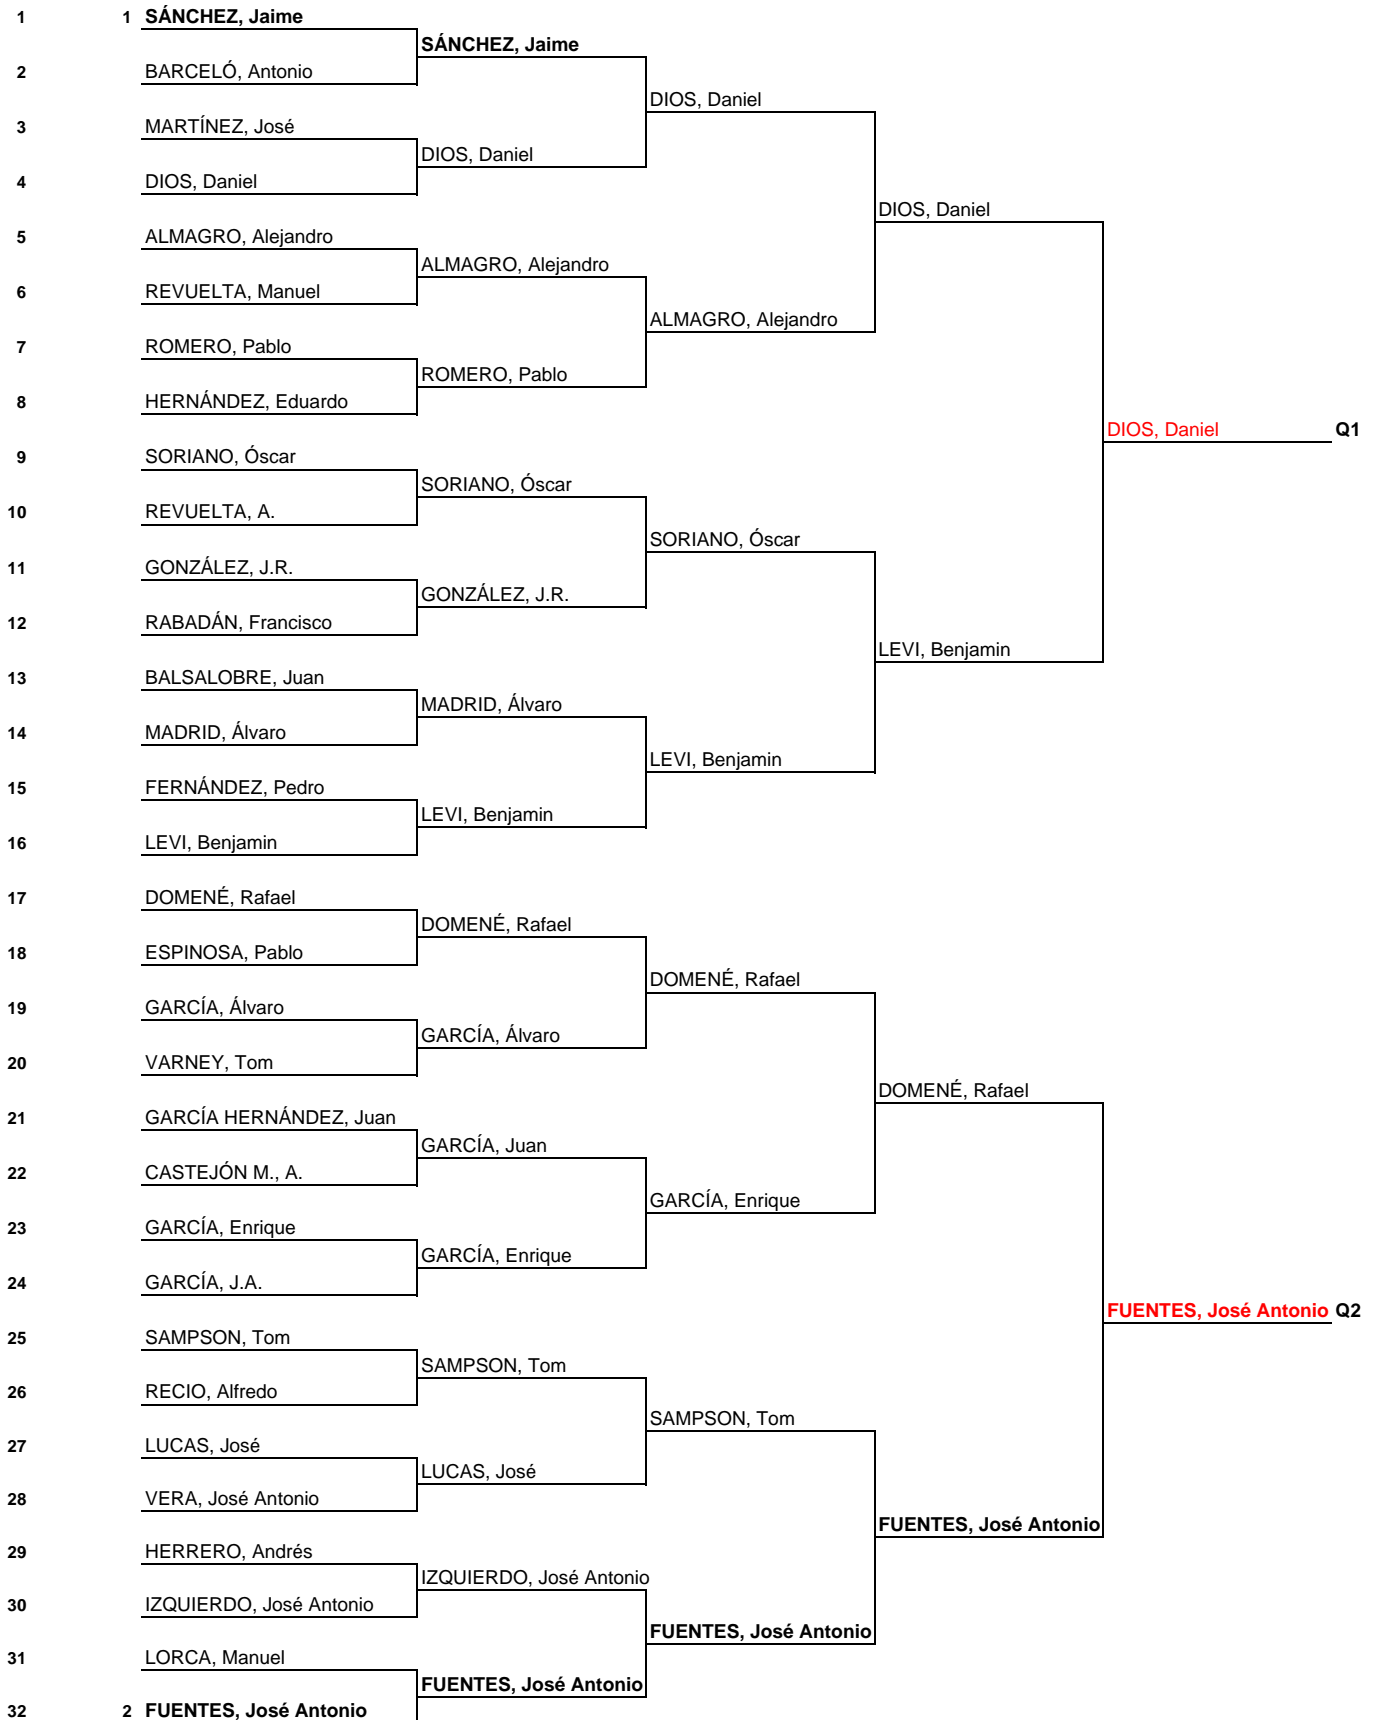 1 1 SÁNCHEZ, Jaime
SÁNCHEZ, Jaime
2 BARCELÓ, Antonio
DIOS, Daniel
3 MARTÍNEZ, José
DIOS, Daniel
4 DIOS, Daniel
DIOS, Daniel
5 ALMAGRO, Alejandro
ALMAGRO, Alejandro
6 REVUELTA, Manuel
ALMAGRO, Alejandro
7 ROMERO, Pablo
ROMERO, Pablo
8 HERNÁNDEZ, Eduardo
DIOS, Daniel Q1
9 SORIANO, Óscar
SORIANO, Óscar
10 REVUELTA, A.
SORIANO, Óscar
11 GONZÁLEZ, J.R.
GONZÁLEZ, J.R.
12 RABADÁN, Francisco
LEVI, Benjamin
13 BALSALOBRE, Juan
MADRID, Álvaro
14 MADRID, Álvaro
LEVI, Benjamin
15 FERNÁNDEZ, Pedro
LEVI, Benjamin
16 LEVI, Benjamin
17 DOMENÉ, Rafael
DOMENÉ, Rafael
18 ESPINOSA, Pablo
DOMENÉ, Rafael
19 GARCÍA, Álvaro
GARCÍA, Álvaro
20 VARNEY, Tom
DOMENÉ, Rafael
21 GARCÍA HERNÁNDEZ, Juan
GARCÍA, Juan
22 CASTEJÓN M., A.
GARCÍA, Enrique
23 GARCÍA, Enrique
GARCÍA, Enrique
24 GARCÍA, J.A.
FUENTES, José Antonio Q2
25 SAMPSON, Tom
SAMPSON, Tom
26 RECIO, Alfredo
SAMPSON, Tom
27 LUCAS, José
LUCAS, José
28 VERA, José Antonio
FUENTES, José Antonio
29 HERRERO, Andrés
IZQUIERDO, José Antonio
30 IZQUIERDO, José Antonio
FUENTES, José Antonio
31 LORCA, Manuel
FUENTES, José Antonio
32 2 FUENTES, José Antonio